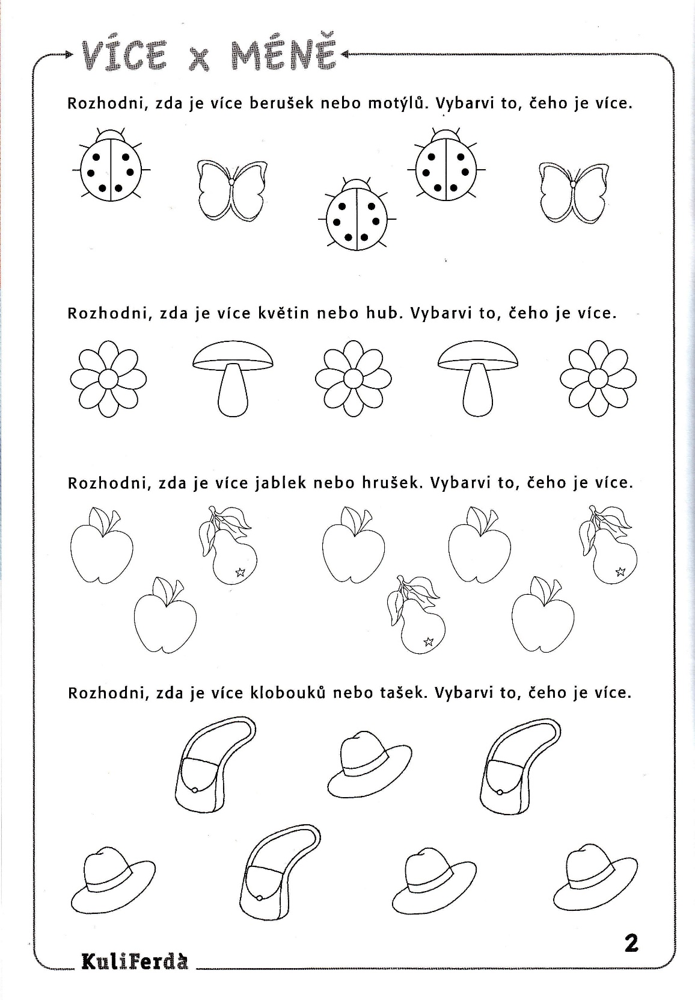 VÍCE x MÉNĚ
Rozhodni, zda je více berušek nebo motýlů. Vybarvi to, čeho je více.
Rozhodni, zda je více květin nebo hub. Vybarvi to, čeho je více.
Rozhodni, zda je více jablek nebo hrušek. Vybarvi to, čeho je více.
Rozhodni, zda je více klobouků nebo tašek. Vybarvi to, čeho je více.
2
KuliFerda